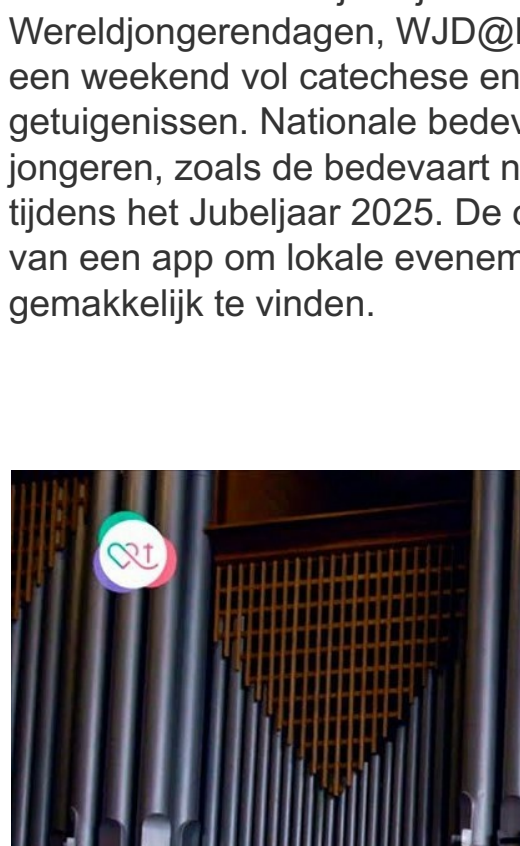 Wereldjongerendagen,
een weekend vol catechese en
getuigenissen. Nationale
jongeren, zoals de bedevaart
tijdens het Jubeljaar 2025. De
van een app om lokale
gemakkelijk te vinden.